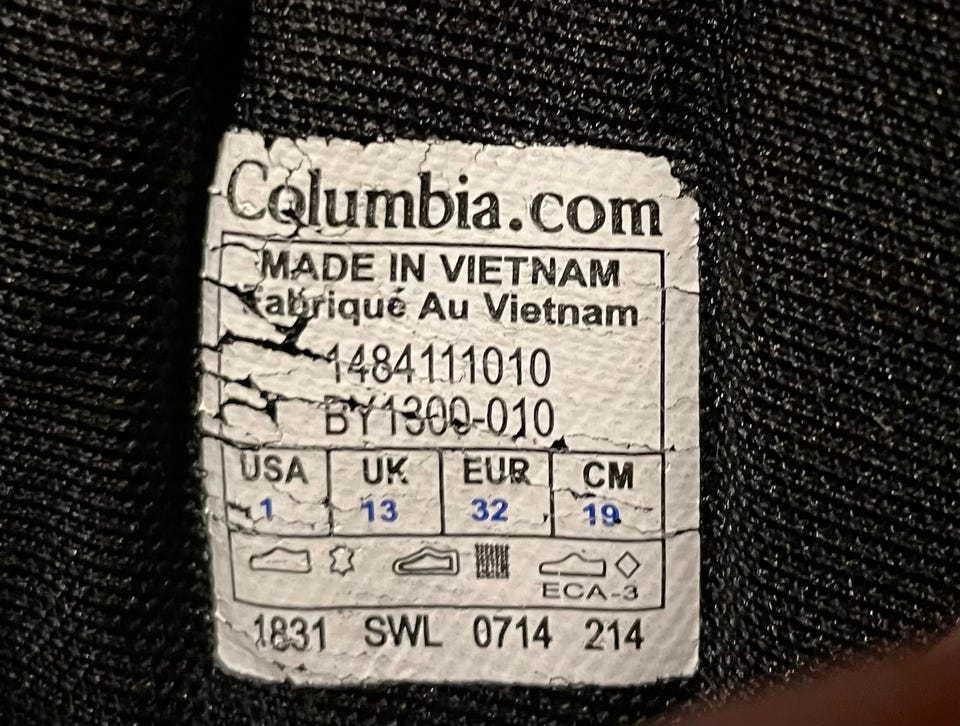 Columbia.com
MADE IN VIETNAM
Fabriqué Au Vietnam
1484111010
BY1300-010
USA UK EUR CM
1 13 32 19
ECA-3
1831 SWL 0714 214